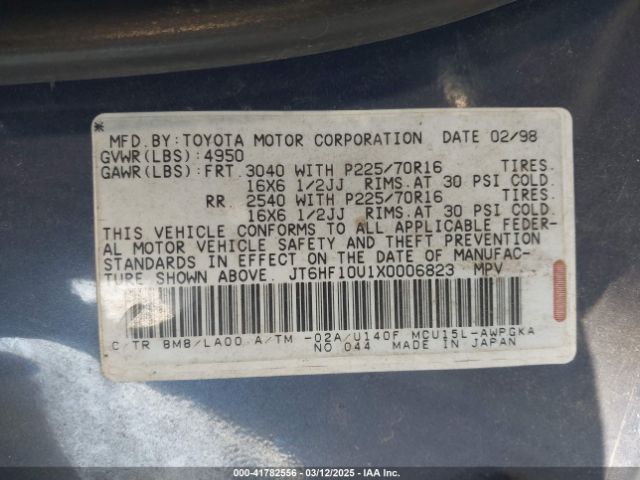 * MFD.BY:TOYOTA MOTOR CORPORATION DATE 02/98
GVWR(LBS):4950
GAWR(LBS):FRT 3040 WITH P225/70R16 TIRES.
16X6 1/2JJ RIMS.AT 30 PSI COLD.
RR 2540 WITH P225/70R16 TIRES.
16X6 1/2JJ RIMS.AT 30 PSI COLD.
THIS VEHICLE CONFORMS TO ALL APPLICABLE FEDER-
AL MOTOR VEHICLE SAFETY AND THEFT PREVENTION
STANDARDS IN EFFECT ON THE DATE OF MANUFAC-
TURE SHOWN ABOVE. JT6HF10U1X0006823 MPV
C/TR 8M8/LA00 A/TM -02A/U140F MCU15L-AWPGKA
NO 044 MADE IN JAPAN
00-41782556 — 03/12/2025 — IAAI.COM